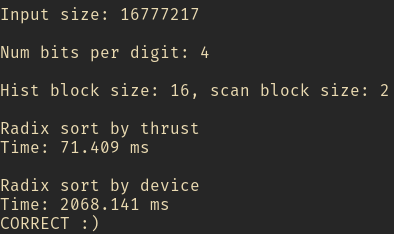 Input size: 16777217
Num bits per digit: 4
Hist block size: 16, scan block size: 2
Radix sort by thrust
Time: 71.409 ms
Radix sort by device
Time: 2068.141 ms
CORRECT :)